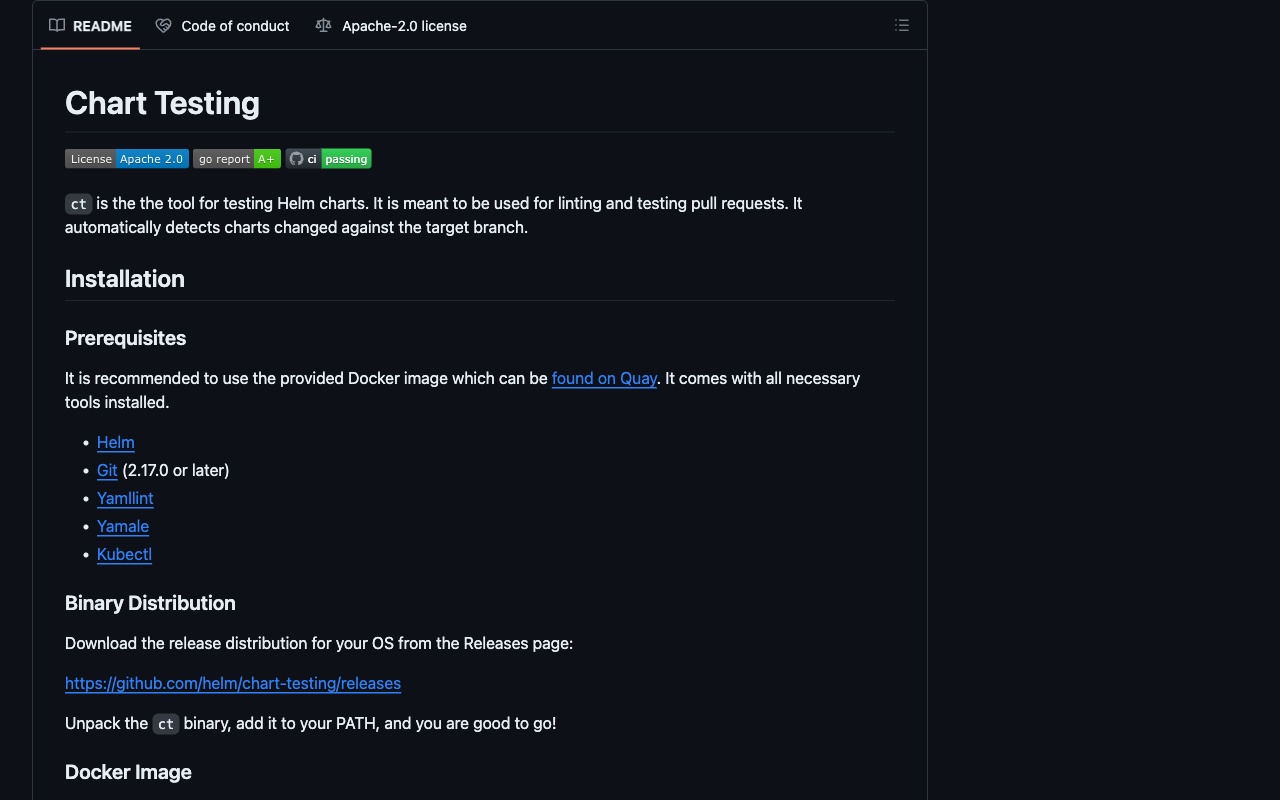 README Code of conduct Apache-2.0 license
Chart Testing
License Apache 2.0 go report A+ ci passing
ct is the the tool for testing Helm charts. It is meant to be used for linting and testing pull requests. It
automatically detects charts changed against the target branch.
Installation
Prerequisites
It is recommended to use the provided Docker image which can be found on Quay. It comes with all necessary
tools installed.
• Helm
• Git (2.17.0 or later)
• Yamllint
• Yamale
• Kubectl
Binary Distribution
Download the release distribution for your OS from the Releases page:
https://github.com/helm/chart-testing/releases
Unpack the ct binary, add it to your PATH, and you are good to go!
Docker Image